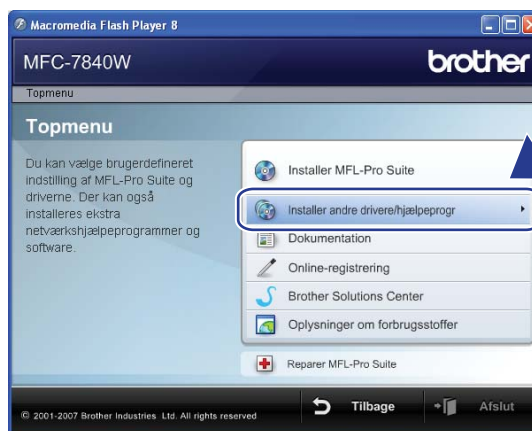 Macromedia Flash Player 8
MFC-7840W
brother
Topmenu
Topmenu
Du kan vælge brugerdefineret
indstilling af MFL-Pro Suite og
driverne. Der kan også
installeres ekstra
netværkshjælpeprogrammer og
software.
Installer MFL-Pro Suite
Installer andre drivere/hjælpeprogr
Dokumentation
Online-registrering
Brother Solutions Center
Oplysninger om forbrugsstoffer
Reparer MFL-Pro Suite
© 2001-2007 Brother Industries Ltd. All rights reserved
Tilbage
Afslut